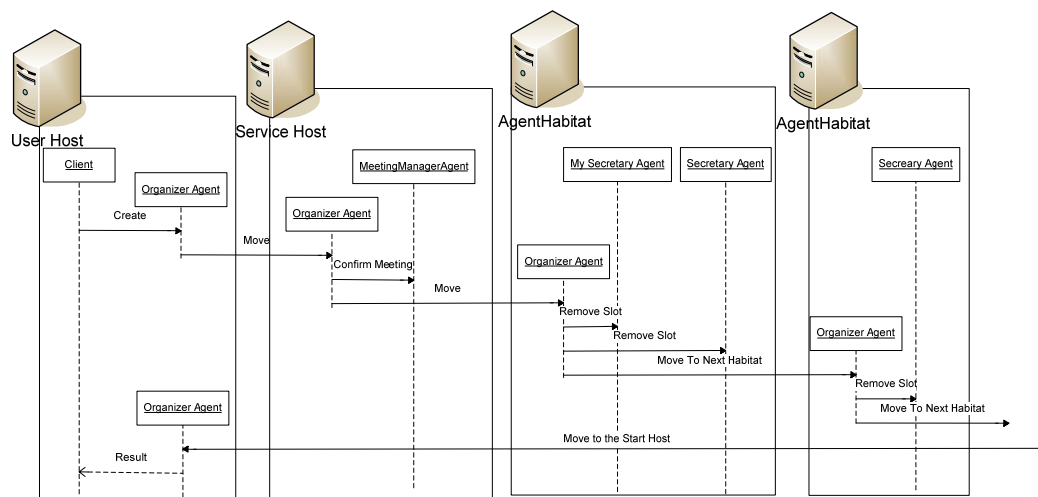 User Host
Service Host
AgentHabitat
AgentHabitat
Client
Organizer Agent
MeetingManagerAgent
My Secretary Agent
Secretary Agent
Secreary Agent
Organizer Agent
Create
Move
Confirm Meeting
Organizer Agent
Move
Remove Slot
Remove Slot
Organizer Agent
Move To Next Habitat
Remove Slot
Move To Next Habitat
Organizer Agent
Move to the Start Host
Result